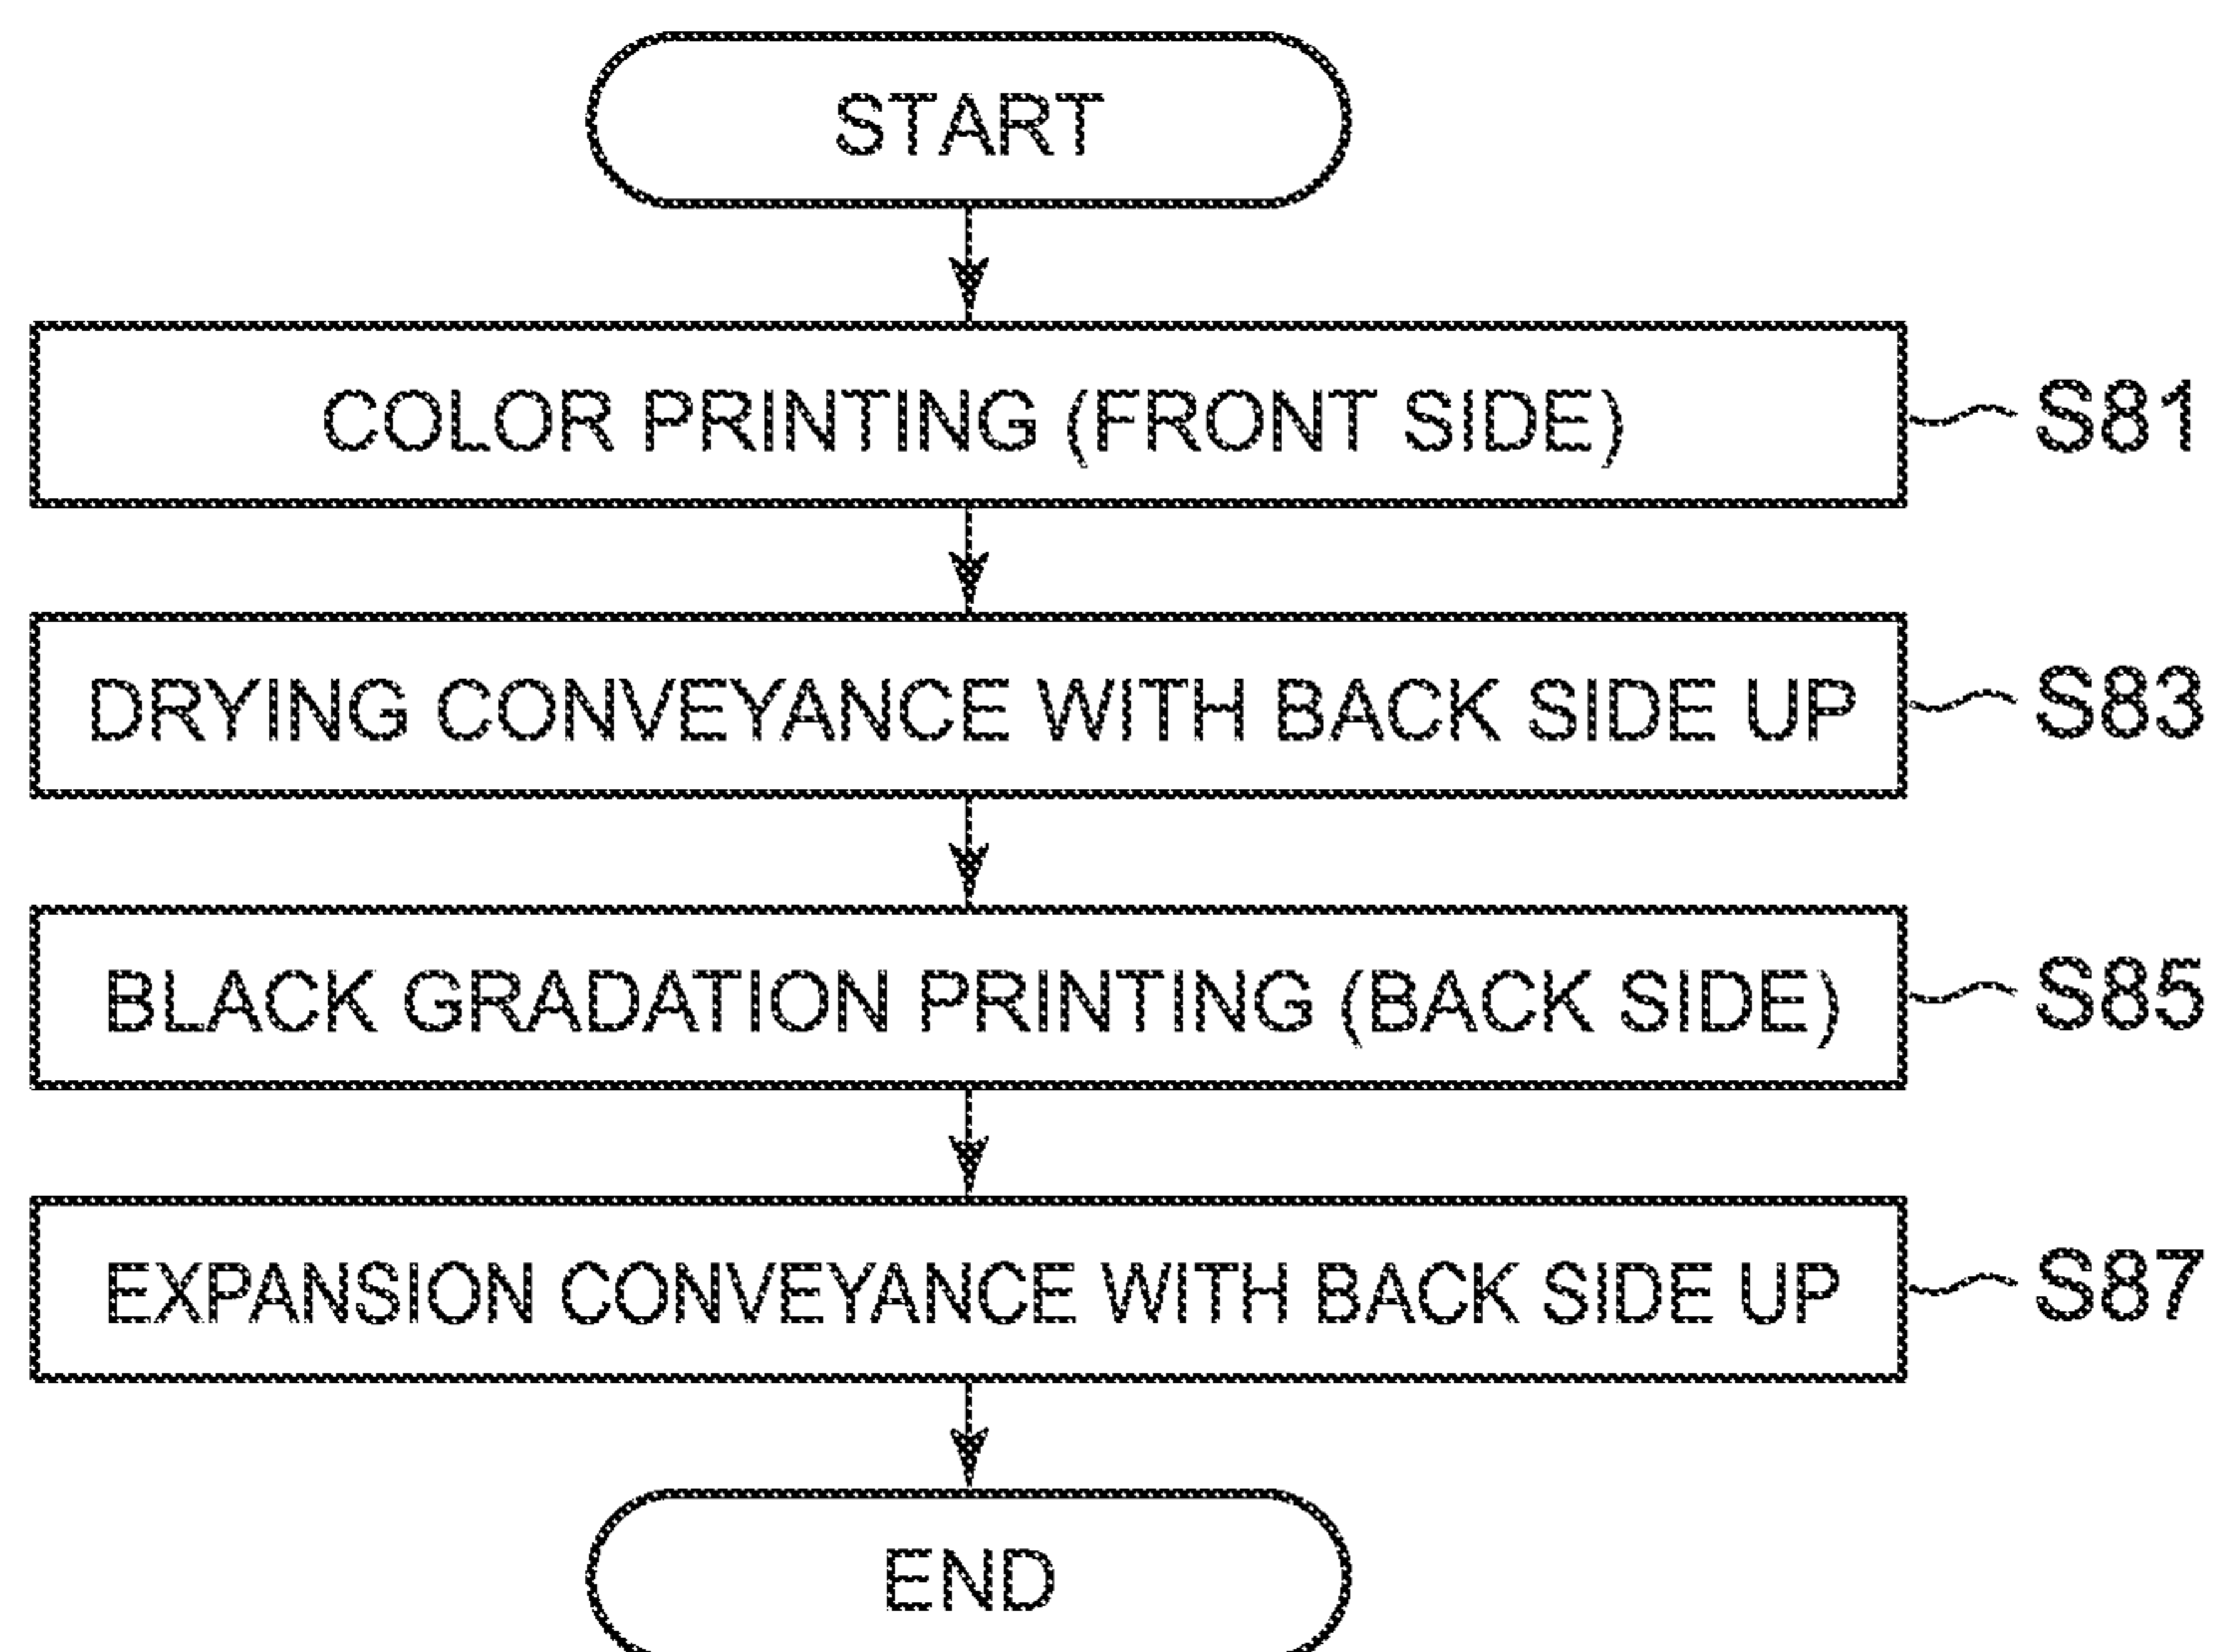 START
COLOR PRINTING (FRONT SIDE) S81
DRYING CONVEYANCE WITH BACK SIDE UP S83
BLACK GRADATION PRINTING (BACK SIDE) S85
EXPANSION CONVEYANCE WITH BACK SIDE UP S87
END